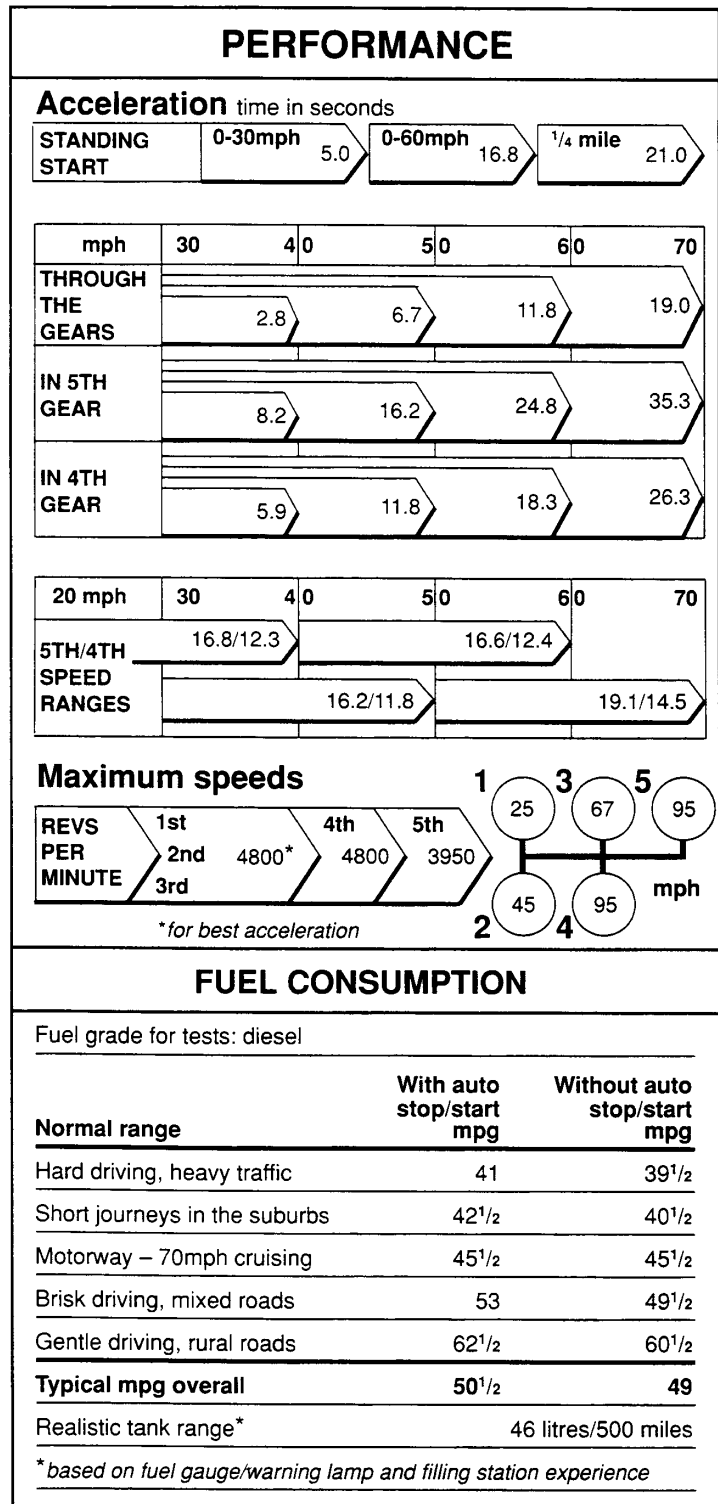 PERFORMANCE
Acceleration time in seconds
STANDING START 0-30mph 5.0 0-60mph 16.8 1/4 mile 21.0
mph 30 40 50 60 70
THROUGH THE GEARS 2.8 6.7 11.8 19.0
IN 5TH GEAR 8.2 16.2 24.8 35.3
IN 4TH GEAR 5.9 11.8 18.3 26.3
20 mph 30 40 50 60 70
5TH/4TH SPEED RANGES 16.8/12.3 16.6/12.4
16.2/11.8 19.1/14.5
Maximum speeds
REVS PER MINUTE 1st 2nd 3rd 4800* 4th 4800 5th 3950
*for best acceleration
1 25 3 67 5 95
mph
2 45 4 95
FUEL CONSUMPTION
Fuel grade for tests: diesel
Normal range With auto stop/start mpg Without auto stop/start mpg
Hard driving, heavy traffic 41 39 1/2
Short journeys in the suburbs 42 1/2 40 1/2
Motorway – 70mph cruising 45 1/2 45 1/2
Brisk driving, mixed roads 53 49 1/2
Gentle driving, rural roads 62 1/2 60 1/2
Typical mpg overall 50 1/2 49
Realistic tank range* 46 litres/500 miles
*based on fuel gauge/warning lamp and filling station experience